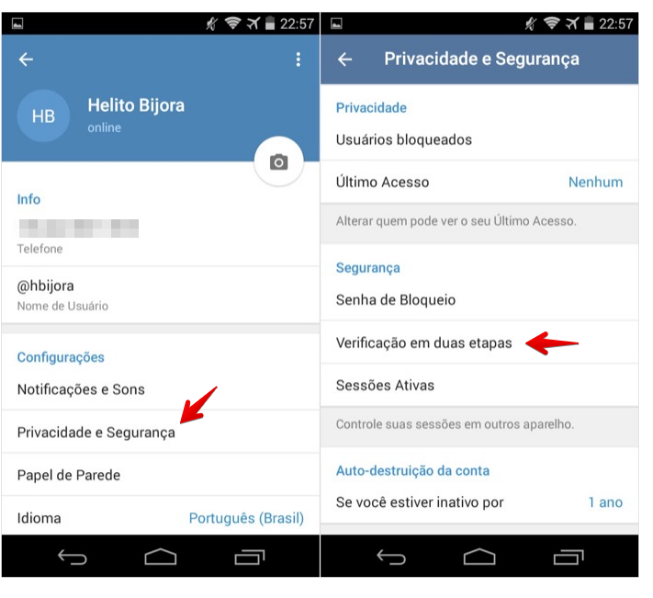 22:57
HB
Helito Bijora
online
Info
Telefone
@hbijora
Nome de Usuário
Configurações
Notificações e Sons
Privacidade e Segurança
Papel de Parede
Idioma Português (Brasil)
22:57
Privacidade e Segurança
Privacidade
Usuários bloqueados
Último Acesso Nenhum
Alterar quem pode ver o seu Último Acesso.
Segurança
Senha de Bloqueio
Verificação em duas etapas
Sessões Ativas
Controle suas sessões em outros aparelho.
Auto-destruição da conta
Se você estiver inativo por 1 ano